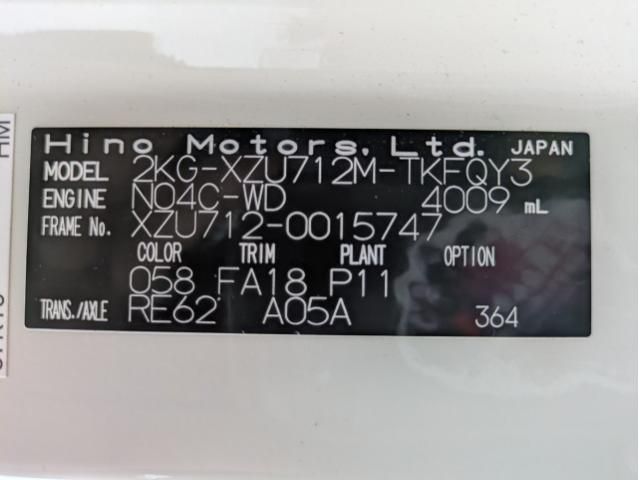 Hino Motors, Ltd. JAPAN
MODEL 2KG-XZU712M-TKFQY3
ENGINE N04C-WD 4009 mL
FRAME No. XZU712-0015747
COLOR TRIM PLANT OPTION
058 FA18 P11
TRANS./AXLE RE62 A05A 364
HM